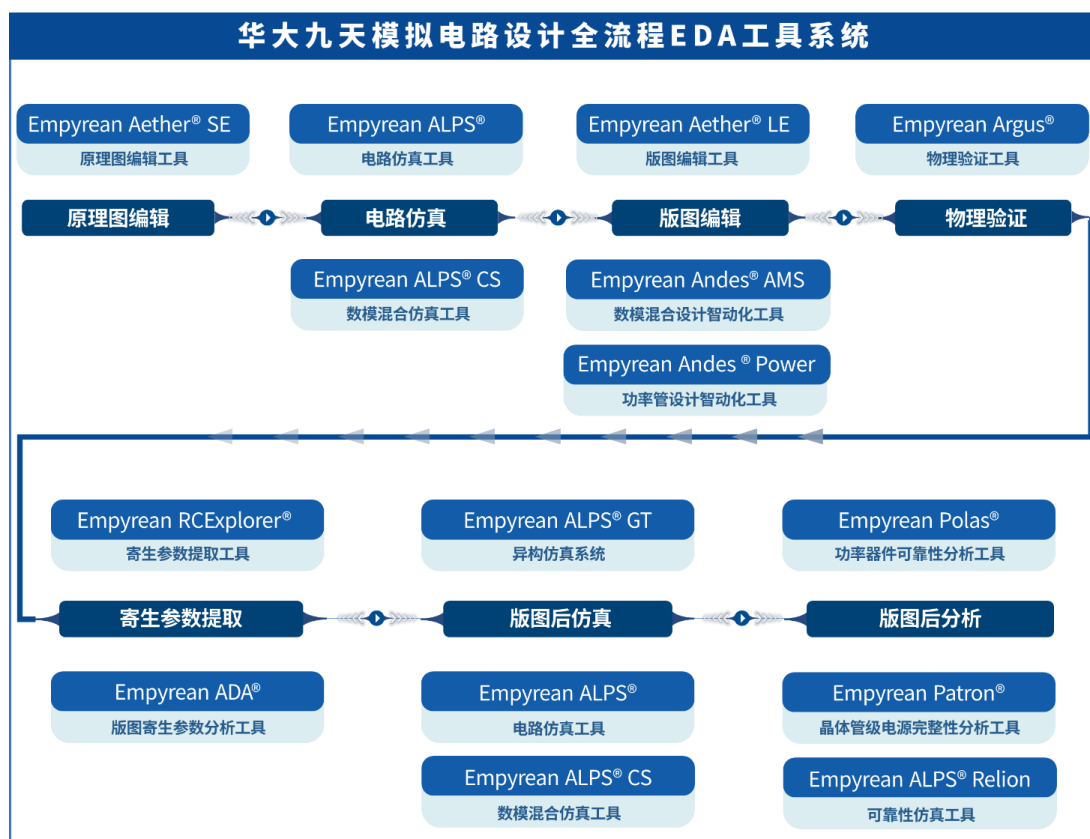 华大九天模拟电路设计全流程EDA工具系统
Empyrean Aether® SE
原理图编辑工具
Empyrean ALPS®
电路仿真工具
Empyrean Aether® LE
版图编辑工具
Empyrean Argus®
物理验证工具
原理图编辑
电路仿真
版图编辑
物理验证
Empyrean ALPS® CS
数模混合仿真工具
Empyrean Andes® AMS
数模混合设计智动化工具
Empyrean Andes ® Power
功率管设计智动化工具
Empyrean RCExplorer®
寄生参数提取工具
Empyrean ALPS® GT
异构仿真系统
Empyrean Polas®
功率器件可靠性分析工具
寄生参数提取
版图后仿真
版图后分析
Empyrean ADA®
版图寄生参数分析工具
Empyrean ALPS®
电路仿真工具
Empyrean Patron®
晶体管级电源完整性分析工具
Empyrean ALPS® CS
数模混合仿真工具
Empyrean ALPS® Relion
可靠性仿真工具